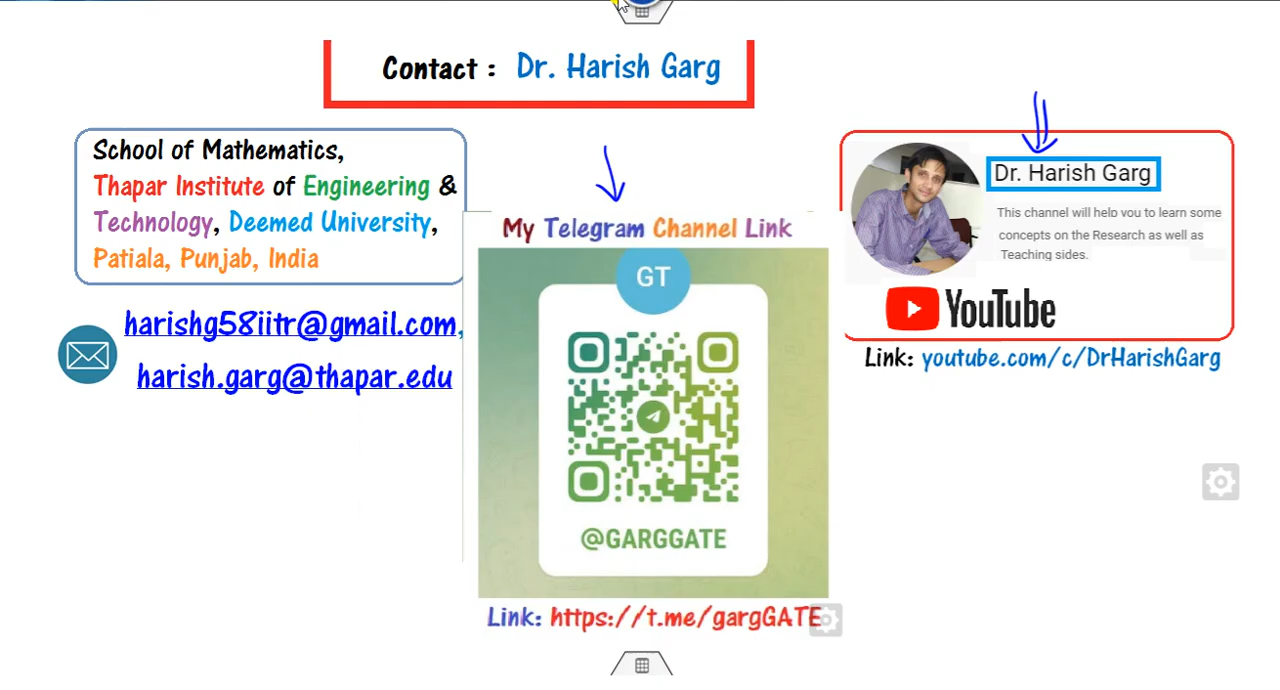 Contact : Dr. Harish Garg
School of Mathematics,
Thapar Institute of Engineering &
Technology, Deemed University,
Patiala, Punjab, India
harishg58iitr@gmail.com,
harish.garg@thapar.edu
My Telegram Channel Link
GT
@GARGGATE
Link: https://t.me/gargGATE
Dr. Harish Garg
This channel will help you to learn some
concepts on the Research as well as
Teaching sides.
YouTube
Link: youtube.com/c/DrHarishGarg